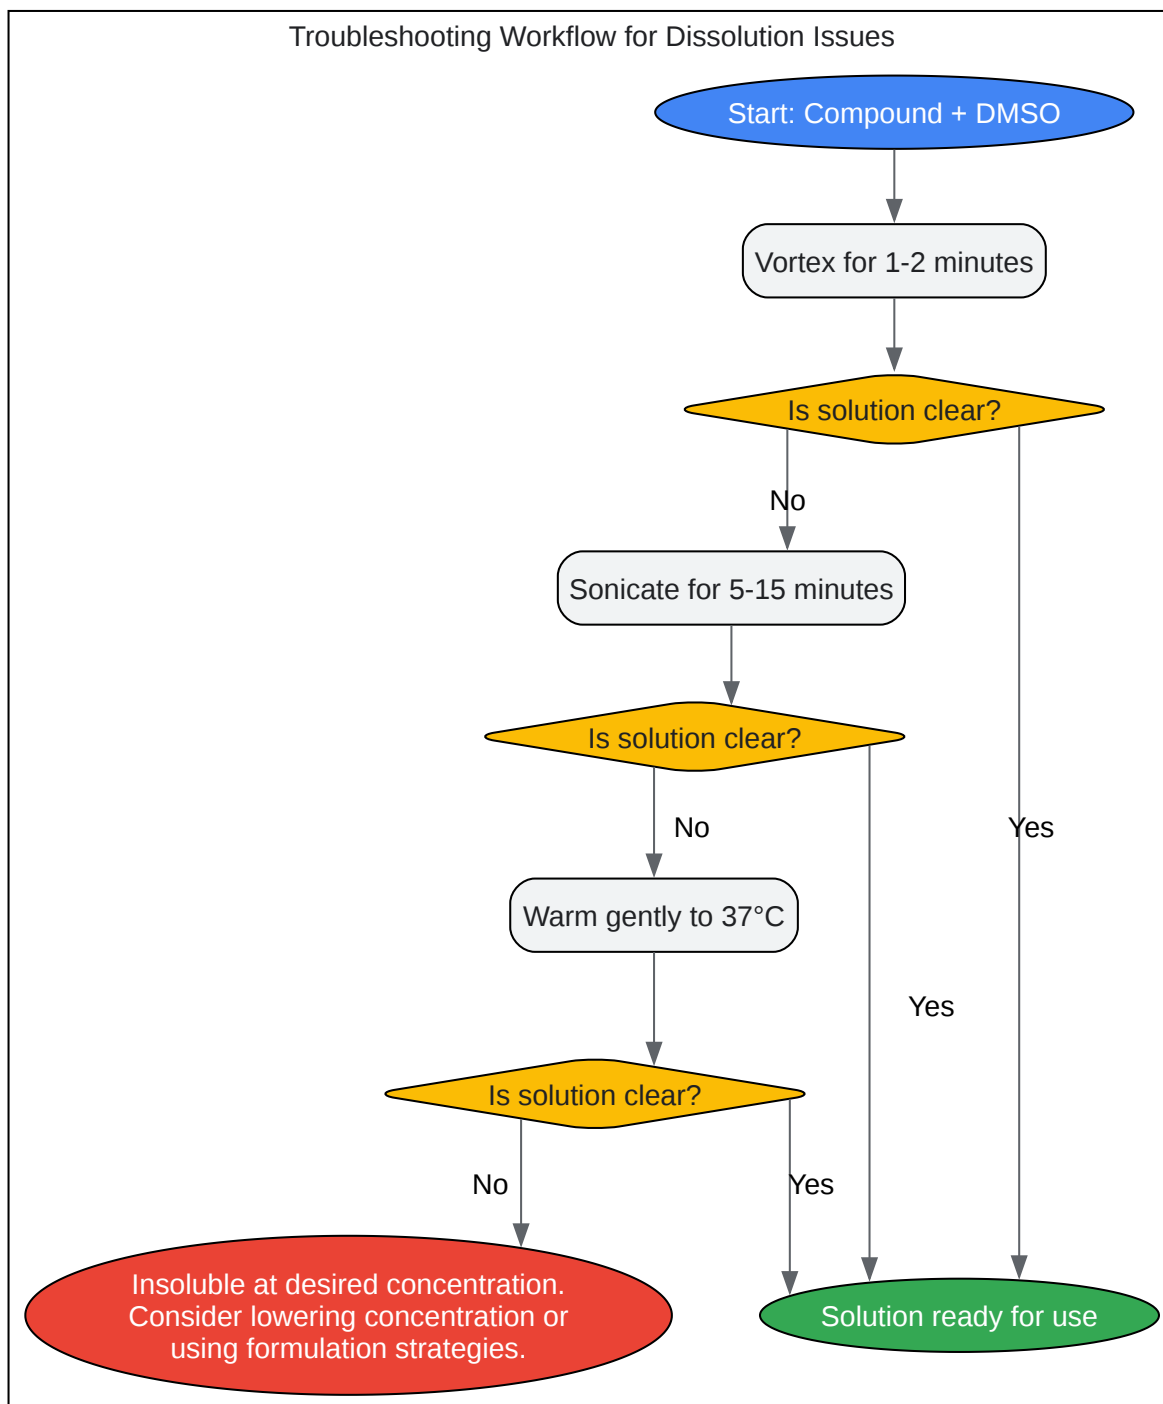 Troubleshooting Workflow for Dissolution Issues
Start: Compound + DMSO
Vortex for 1-2 minutes
Is solution clear?
No
Sonicate for 5-15 minutes
Is solution clear?
No
Yes
Warm gently to 37°C
Yes
Is solution clear?
No
Yes
Insoluble at desired concentration.
Consider lowering concentration or
using formulation strategies.
Solution ready for use